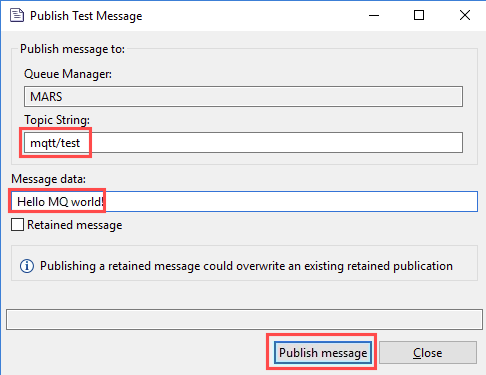 Publish Test Message
Publish message to:
Queue Manager:
MARS
Topic String:
mqtt/test
Message data:
Hello MQ world!
Retained message
Publishing a retained message could overwrite an existing retained publication
Publish message
Close